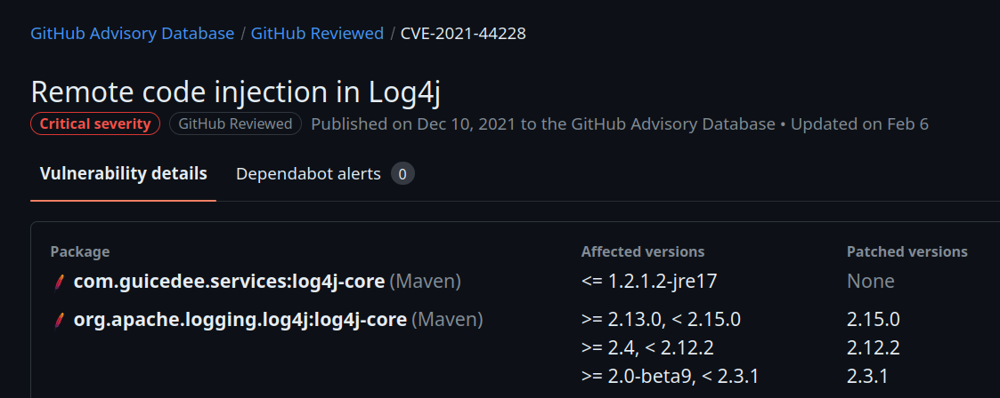 GitHub Advisory Database / GitHub Reviewed / CVE-2021-44228
Remote code injection in Log4j
Critical severity GitHub Reviewed Published on Dec 10, 2021 to the GitHub Advisory Database • Updated on Feb 6
Vulnerability details Dependabot alerts 0
Package Affected versions Patched versions
com.guicedee.services:log4j-core (Maven) <= 1.2.1.2-jre17 None
org.apache.logging.log4j:log4j-core (Maven) >= 2.13.0, < 2.15.0 2.15.0
>= 2.4, < 2.12.2 2.12.2
>= 2.0-beta9, < 2.3.1 2.3.1